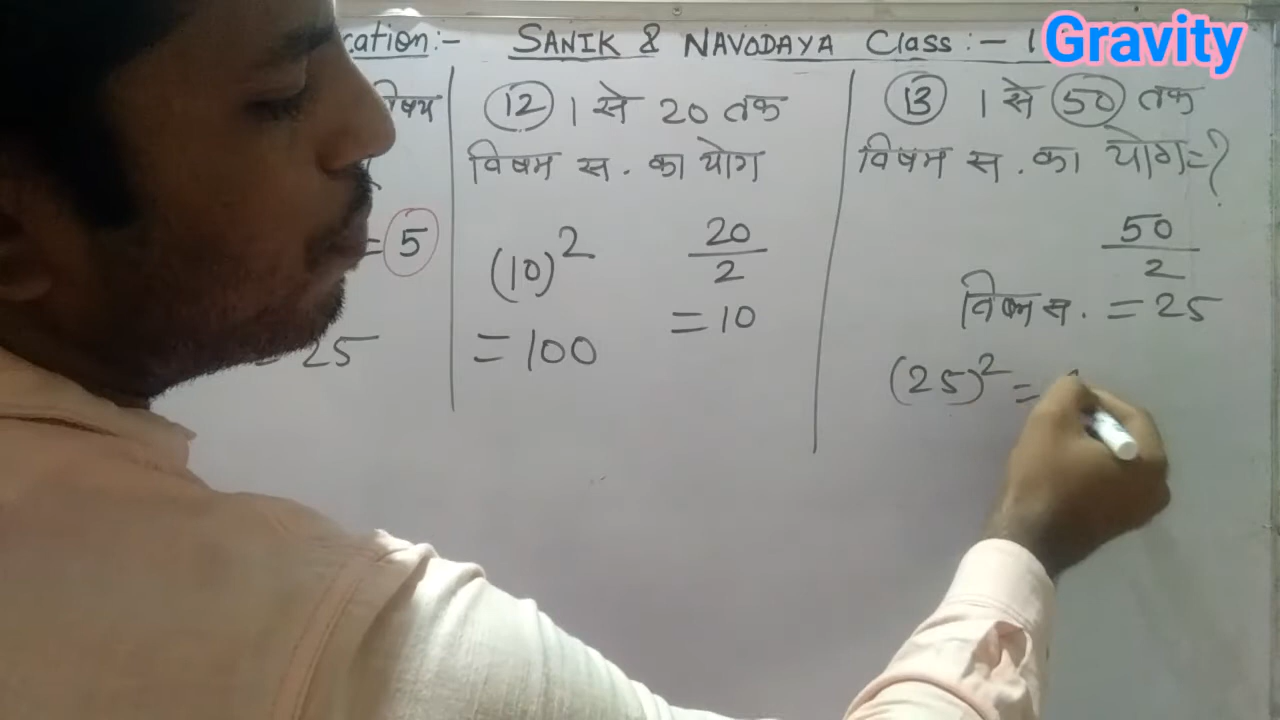 cation:- SANIK & NAVODAYA Class:- 1
Gravity
विषय
= 5
= 25
12 1 से 20 तक
विषम स. का योग
(10)2 20/2
= 10
= 100
13 1 से 50 तक
विषम स. का योग=?
50/2
विषम स. = 25
(25)2 =